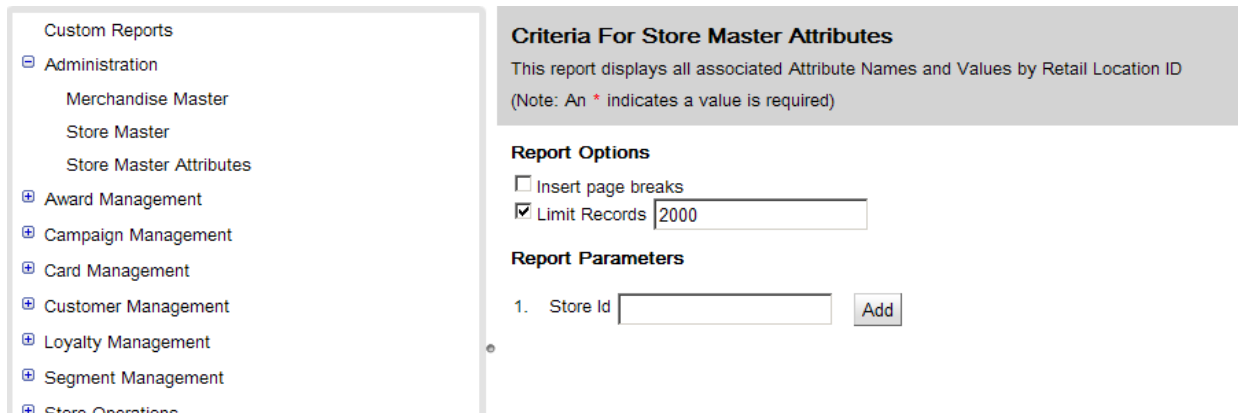 Custom Reports
Administration
Merchandise Master
Store Master
Store Master Attributes
Award Management
Campaign Management
Card Management
Customer Management
Loyalty Management
Segment Management
Store Operations
Criteria For Store Master Attributes
This report displays all associated Attribute Names and Values by Retail Location ID
(Note: An * indicates a value is required)
Report Options
Insert page breaks
Limit Records 2000
Report Parameters
1. Store Id Add